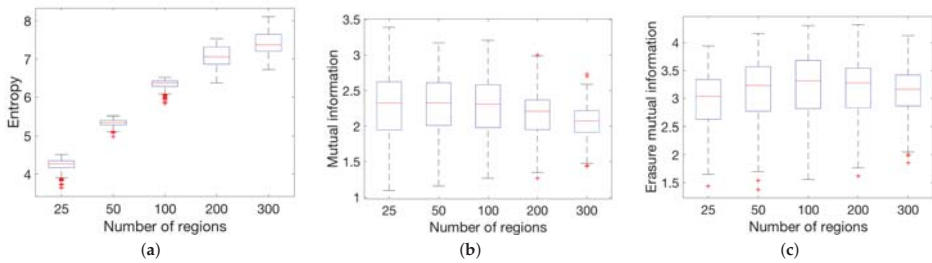 8
7
6
5
4
Entropy
25 50 100 200 300
Number of regions
(a)
3.5
3
2.5
2
1.5
1
Mutual information
25 50 100 200 300
Number of regions
(b)
4
3.5
3
2.5
2
1.5
Erasure mutual information
25 50 100 200 300
Number of regions
(c)